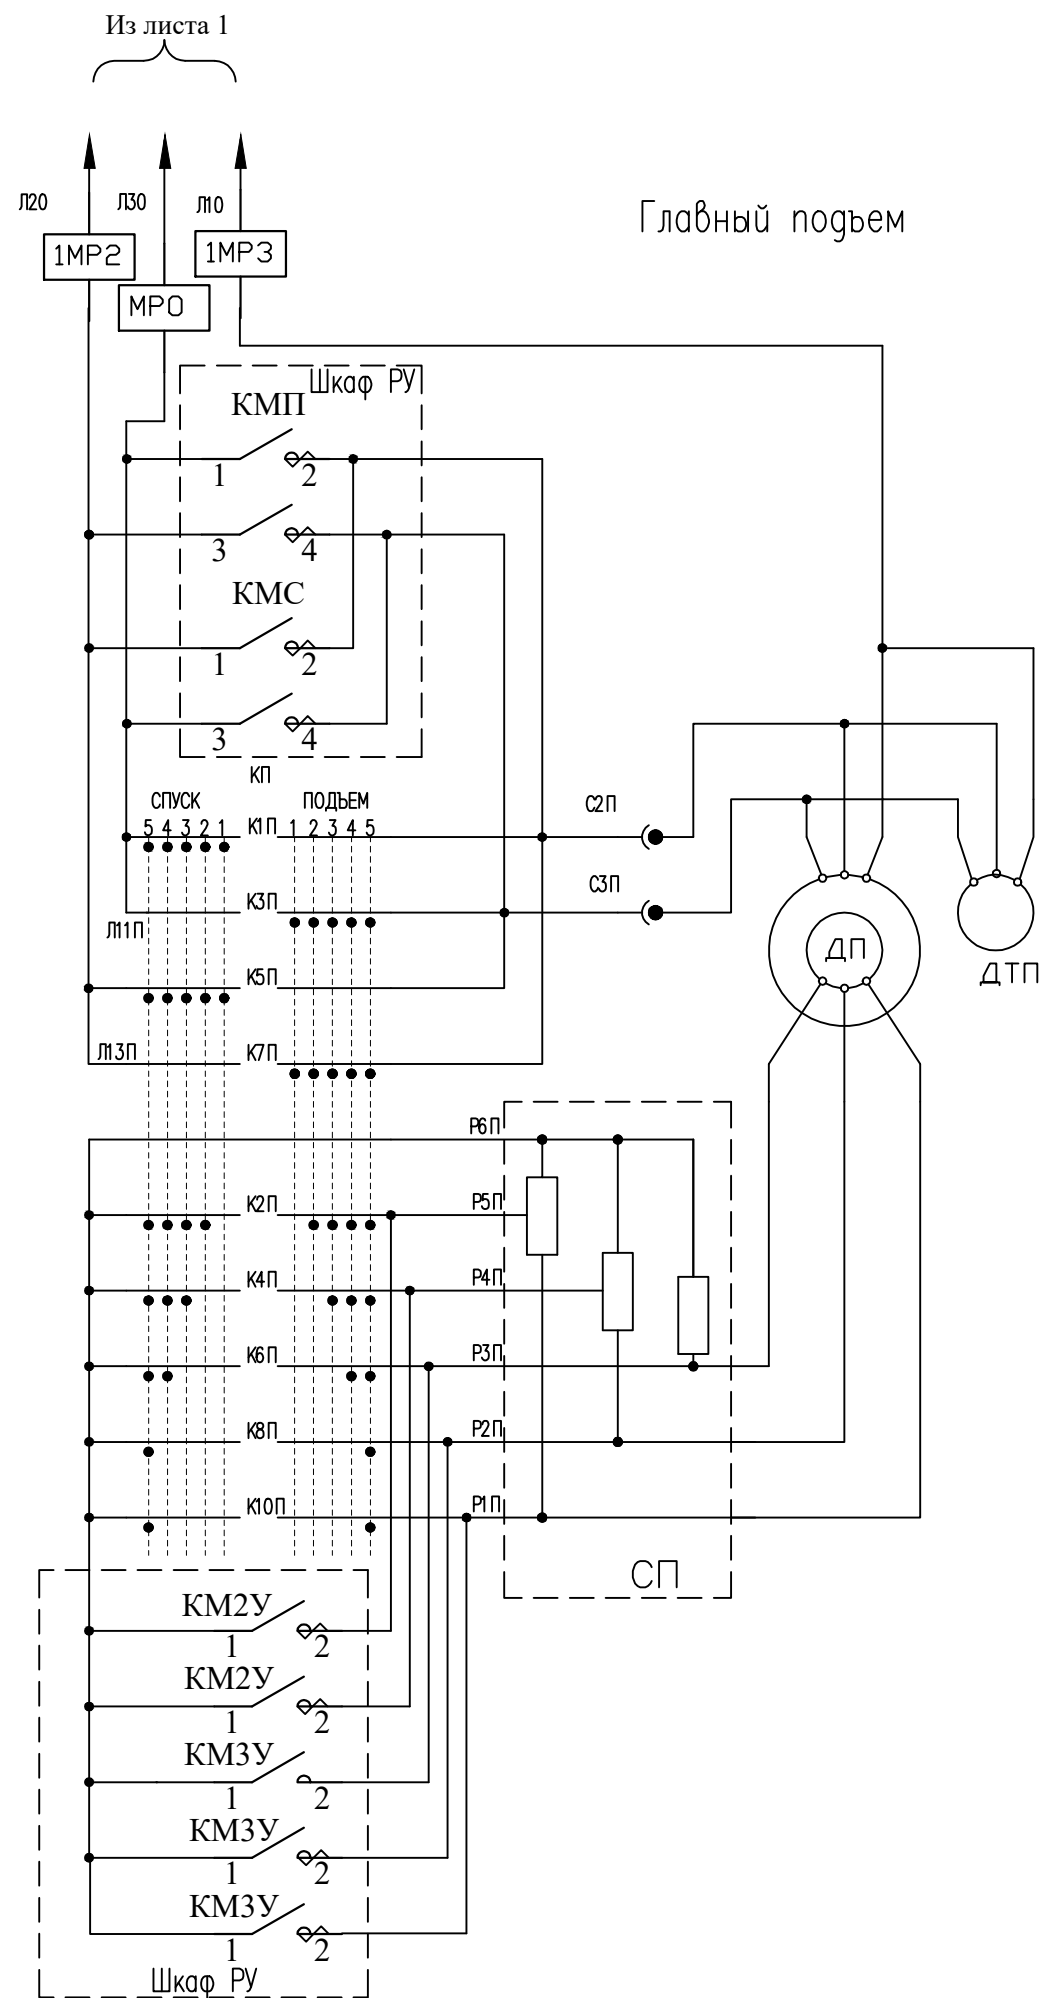 Из листа 1
Л20
Л30
Л10
Главный подъем
1МР2
МРО
1МР3
Шкаф РУ
КМП
1
2
3
4
КМС
1
2
3
4
КП
СПУСК
ПОДЪЕМ
С2П
5 4 3 2 1
К1П
1 2 3 4 5
С3П
К3П
Л11П
ДП
К5П
ДТП
Л13П
К7П
Р6П
К2П
Р5П
К4П
Р4П
К6П
Р3П
К8П
Р2П
К10П
Р1П
СП
КМ2У
1
2
КМ2У
1
2
КМ3У
1
2
КМ3У
1
2
КМ3У
1
2
Шкаф РУ